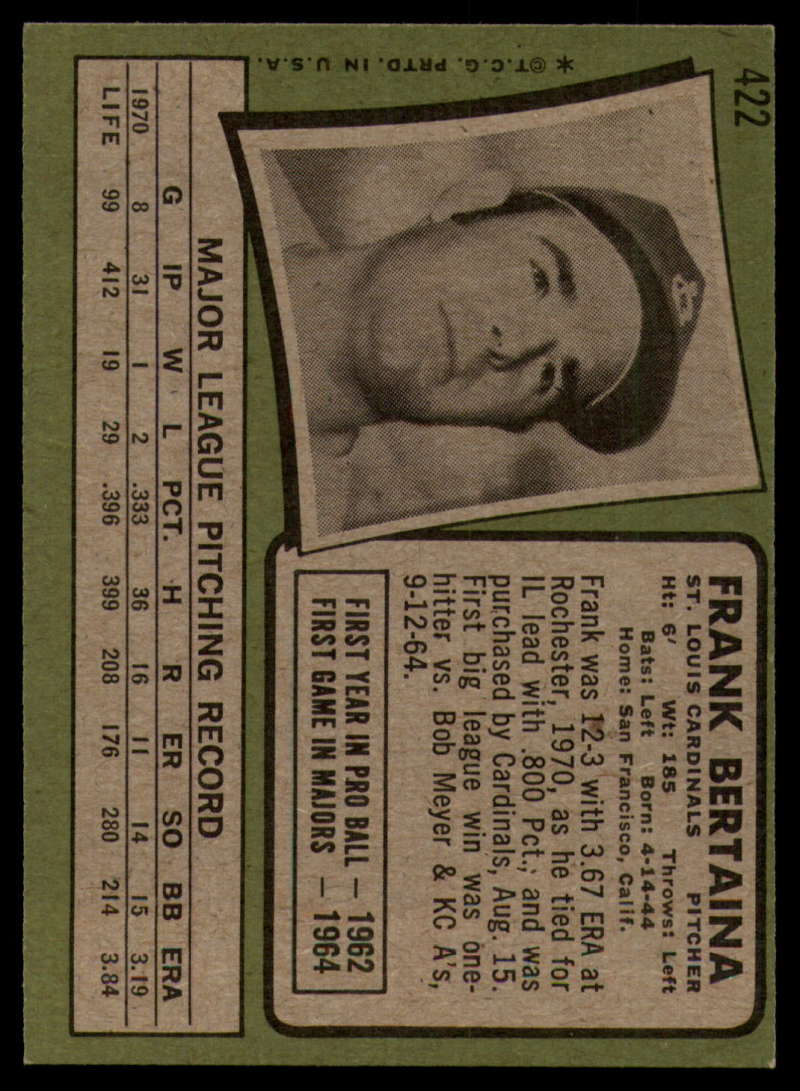 422
*©T.C.G. PRTD. IN U.S.A.
FRANK BERTAINA
ST. LOUIS CARDINALS PITCHER
Ht: 6' Wt: 185 Throws: Left
Bats: Left Born: 4-14-44
Home: San Francisco, Calif.
Frank was 12-3 with 3.67 ERA at
Rochester, 1970, as he tied for
IL lead with .800 Pct., and was
purchased by Cardinals, Aug. 15.
First big league win was one-
hitter vs. Bob Meyer & KC A's,
9-12-64.
FIRST YEAR IN PRO BALL — 1962
FIRST GAME IN MAJORS — 1964
MAJOR LEAGUE PITCHING RECORD
G IP W L PCT. H R ER SO BB ERA
1970 8 31 1 2 .333 36 16 11 14 15 3.19
LIFE 99 412 19 29 .396 399 208 176 280 214 3.84